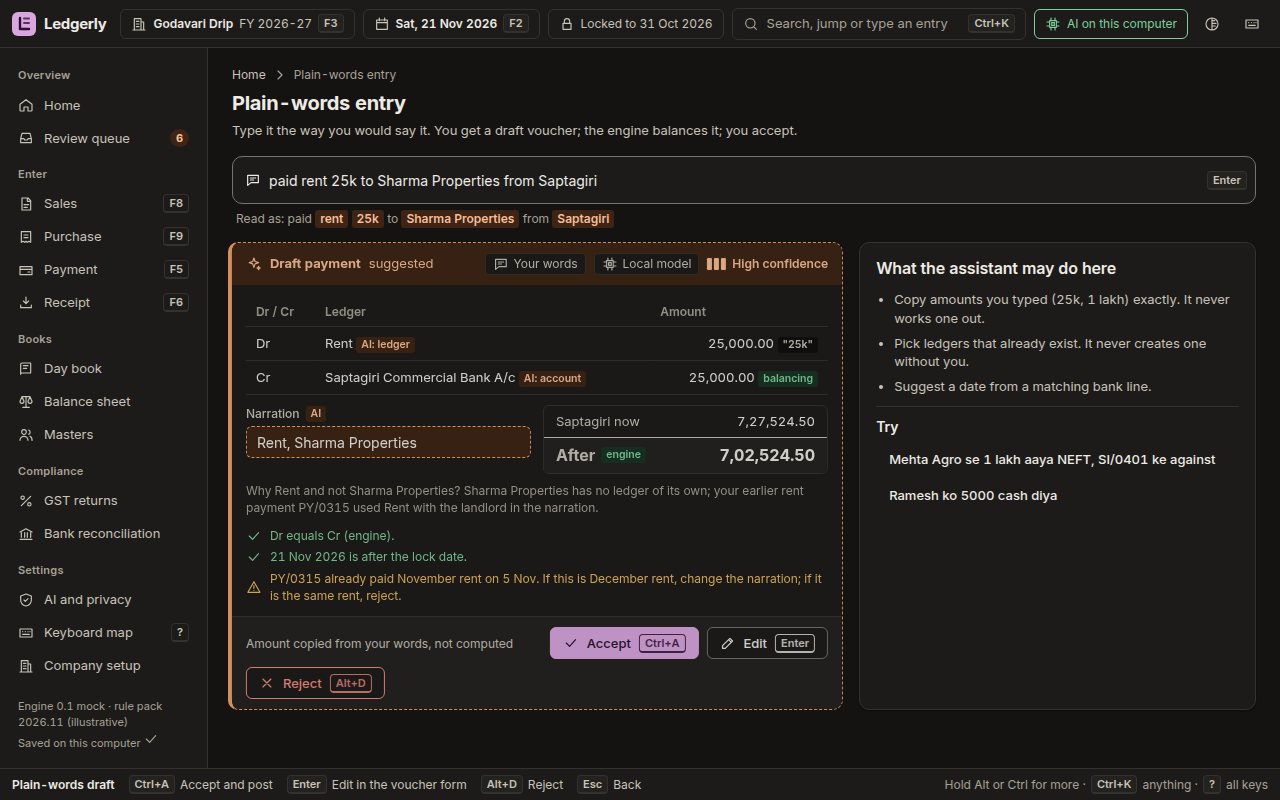 Ledgerly
Godavari Drip FY 2026-27 F3
Sat, 21 Nov 2026 F2
Locked to 31 Oct 2026
Search, jump or type an entry Ctrl+K
AI on this computer
Overview
Home
Review queue 6
Enter
Sales F8
Purchase F9
Payment F5
Receipt F6
Books
Day book
Balance sheet
Masters
Compliance
GST returns
Bank reconciliation
Settings
AI and privacy
Keyboard map ?
Company setup
Engine 0.1 mock · rule pack
2026.11 (illustrative)
Saved on this computer
Home Plain-words entry
Plain-words entry
Type it the way you would say it. You get a draft voucher; the engine balances it; you accept.
paid rent 25k to Sharma Properties from Saptagiri Enter
Read as: paid rent 25k to Sharma Properties from Saptagiri
Draft payment suggested Your words Local model High confidence
Dr / Cr Ledger Amount
Dr Rent AI: ledger 25,000.00 "25k"
Cr Saptagiri Commercial Bank A/c AI: account 25,000.00 balancing
Narration AI
Rent, Sharma Properties
Saptagiri now 7,27,524.50
After engine 7,02,524.50
Why Rent and not Sharma Properties? Sharma Properties has no ledger of its own; your earlier rent
payment PY/0315 used Rent with the landlord in the narration.
Dr equals Cr (engine).
21 Nov 2026 is after the lock date.
PY/0315 already paid November rent on 5 Nov. If this is December rent, change the narration; if it
is the same rent, reject.
Amount copied from your words, not computed
Accept Ctrl+A
Edit Enter
Reject Alt+D
What the assistant may do here
• Copy amounts you typed (25k, 1 lakh) exactly. It never
works one out.
• Pick ledgers that already exist. It never creates one
without you.
• Suggest a date from a matching bank line.
Try
Mehta Agro se 1 lakh aaya NEFT, SI/0401 ke against
Ramesh ko 5000 cash diya
Plain-words draft Ctrl+A Accept and post Enter Edit in the voucher form Alt+D Reject Esc Back
Hold Alt or Ctrl for more · Ctrl+K anything · ? all keys